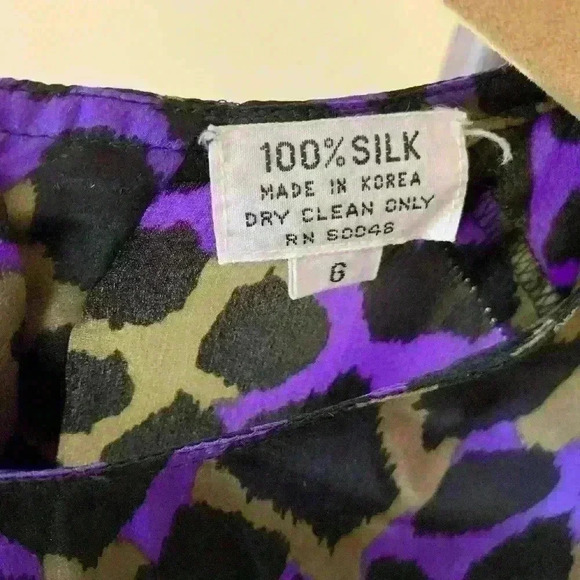 100% SILK
MADE IN KOREA
DRY CLEAN ONLY
RN 60046
6